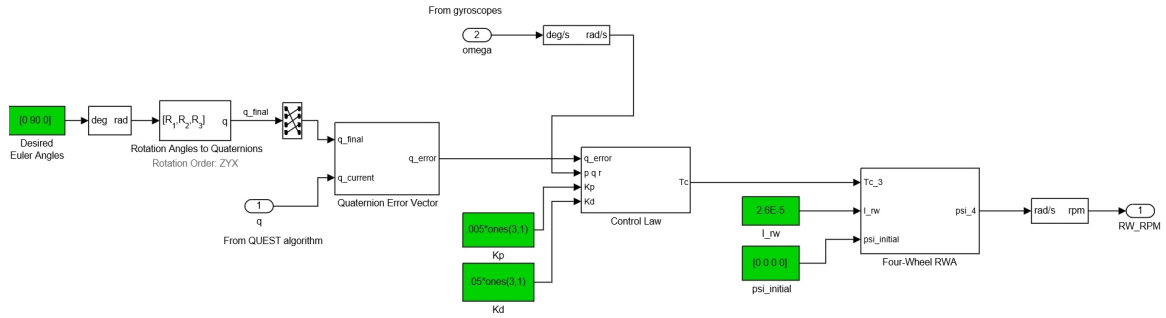 From gyroscopes
2
omega
deg/s rad/s
[0 90 0]
Desired
Euler Angles
deg rad
[R1,R2,R3] q
Rotation Angles to Quaternions
Rotation Order: ZYX
q_final
q_final
q_current
q_error
Quaternion Error Vector
1
q
From QUEST algorithm
q_error
p q r
Kp
Kd
Tc
Control Law
005*ones(3,1)
Kp
05*ones(3,1)
Kd
2.6E-5
I_rw
[0 0 0 0]
psi_initial
Tc_3
I_rw
psi_initial
psi_4
Four-Wheel RWA
rad/s rpm
1
RW_RPM